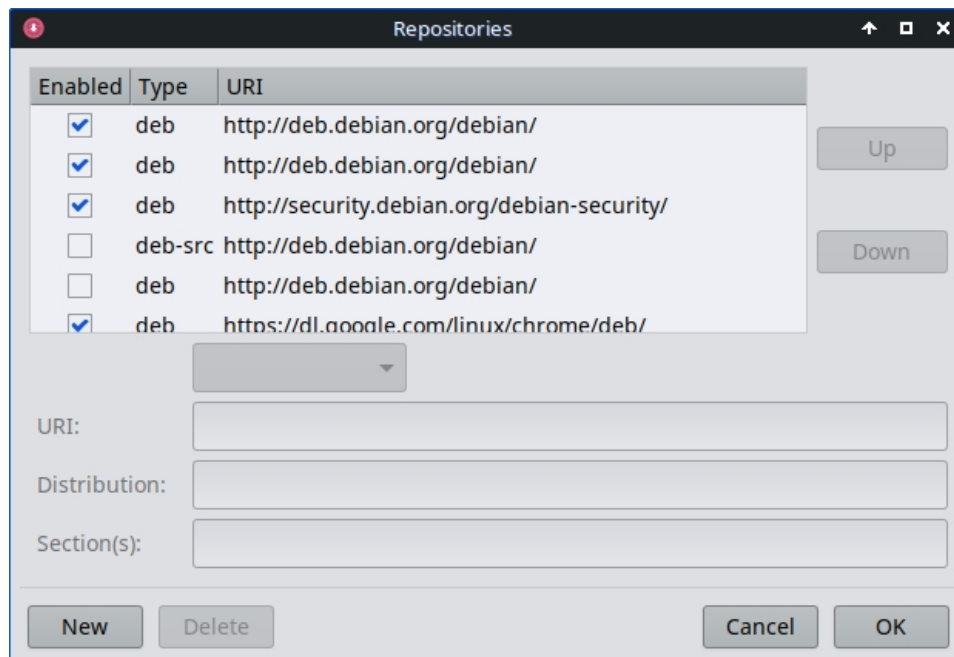 Repositories
Enabled Type URI
deb http://deb.debian.org/debian/
deb http://deb.debian.org/debian/
deb http://security.debian.org/debian-security/
deb-src http://deb.debian.org/debian/
deb http://deb.debian.org/debian/
deb https://dl.google.com/linux/chrome/deb/
Up
Down
URI:
Distribution:
Section(s):
New Delete Cancel OK